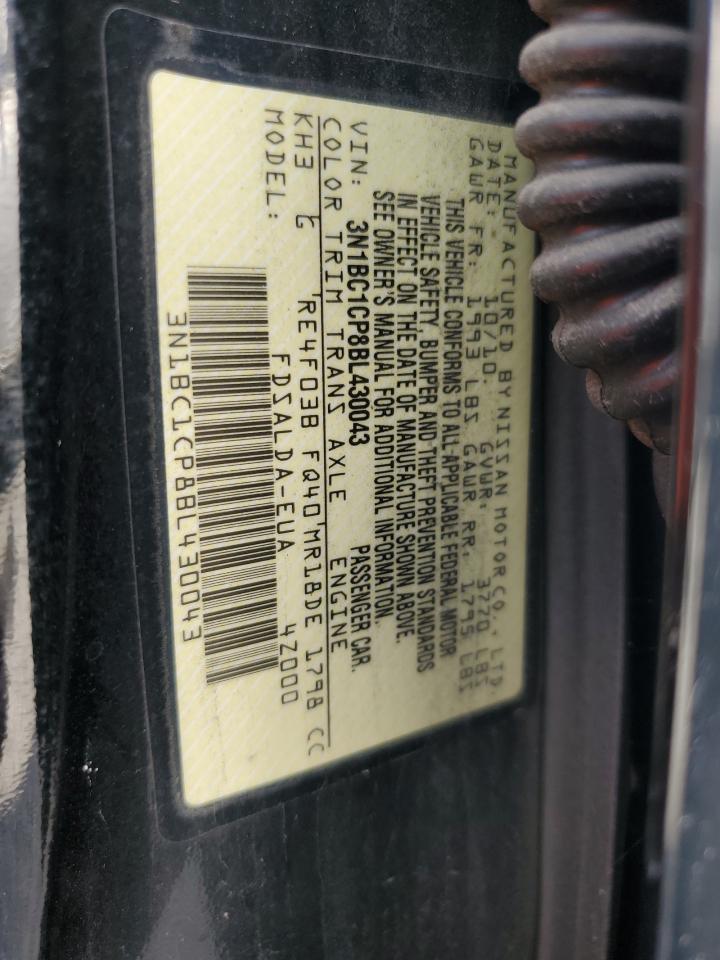 MANUFACTURED BY NISSAN MOTOR CO., LTD.
DATE: 10/10 GVWR: 3770 LBS
GAWR FR: 1993 LBS GAWR RR: 1795 LBS
THIS VEHICLE CONFORMS TO ALL APPLICABLE FEDERAL MOTOR
VEHICLE SAFETY, BUMPER AND THEFT PREVENTION STANDARDS
IN EFFECT ON THE DATE OF MANUFACTURE SHOWN ABOVE.
SEE OWNER'S MANUAL FOR ADDITIONAL INFORMATION.
VIN: 3N1BC1CP8BL430043 PASSENGER CAR.
COLOR TRIM TRANS AXLE ENGINE
KH3 G RE4F03B FQ40 MR18DE 1798 CC
MODEL: FDSALDA-EUA 4Z000
3N1BC1CP8BL430043